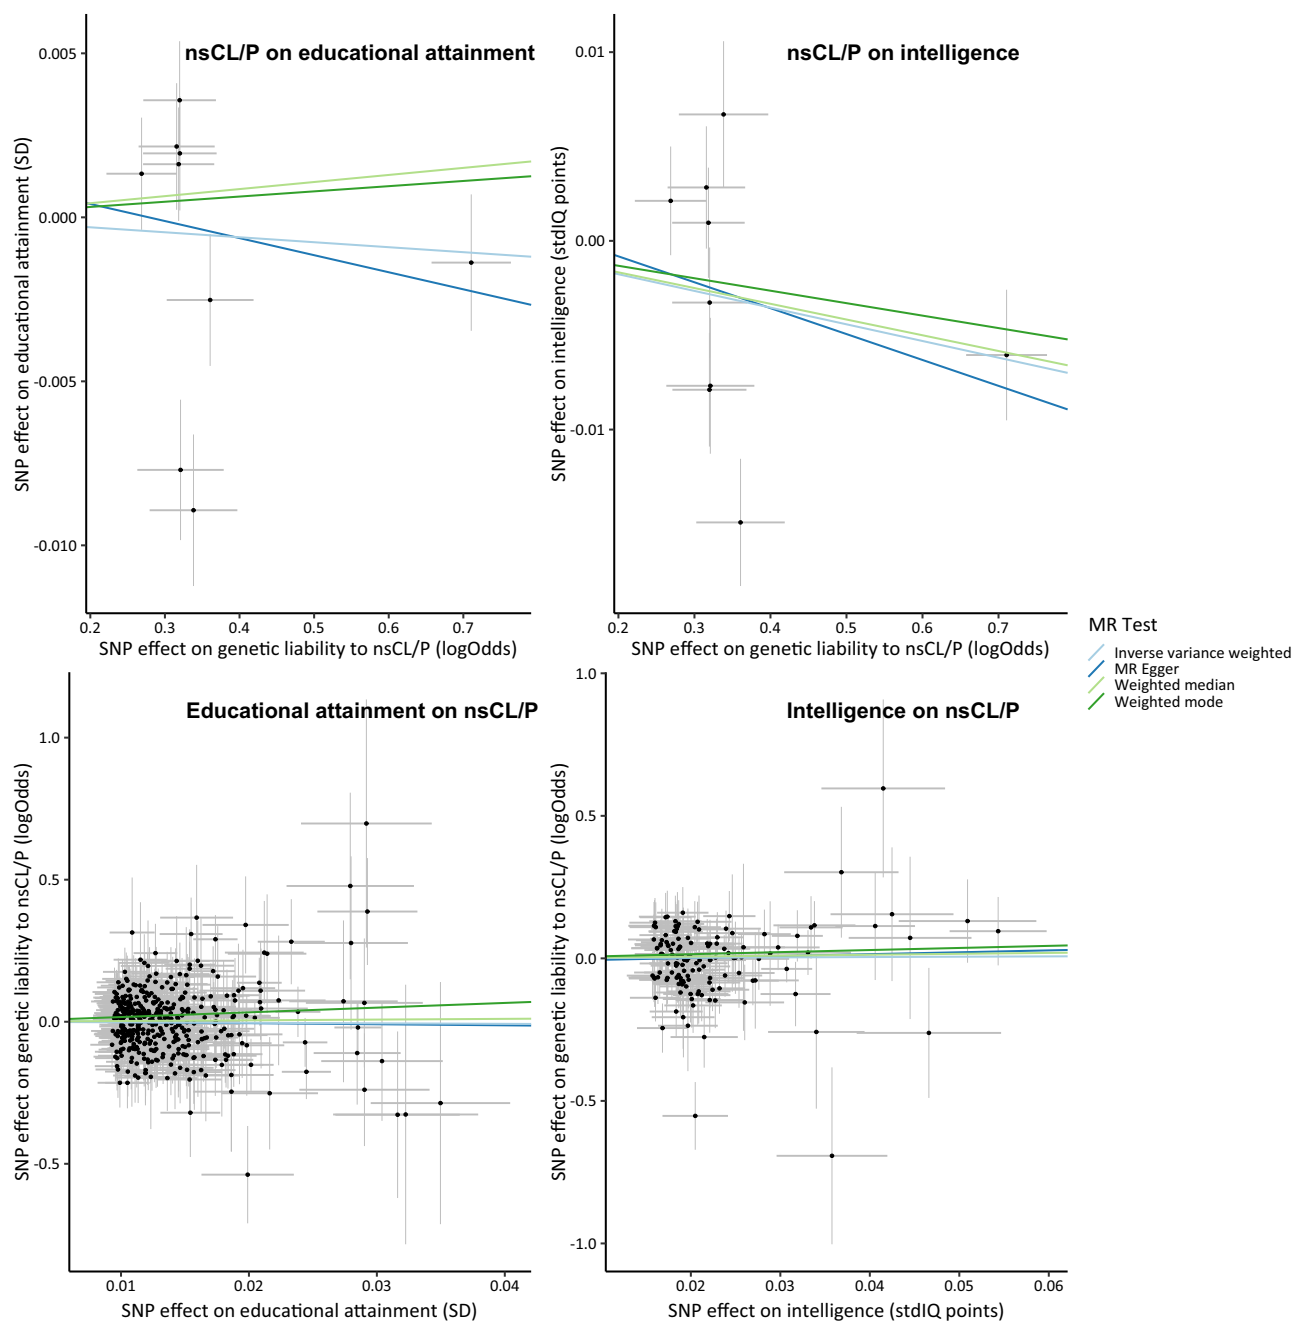 nsCL/P on educational attainment
0.005
0.000
-0.005
-0.010
SNP effect on educational attainment (SD)
0.2 0.3 0.4 0.5 0.6 0.7
SNP effect on genetic liability to nsCL/P (logOdds)
nsCL/P on intelligence
0.01
0.00
-0.01
SNP effect on intelligence (stdIQ points)
0.2 0.3 0.4 0.5 0.6 0.7
SNP effect on genetic liability to nsCL/P (logOdds)
MR Test
Inverse variance weighted
MR Egger
Weighted median
Weighted mode
Educational attainment on nsCL/P
1.0
0.5
0.0
-0.5
SNP effect on genetic liability to nsCL/P (logOdds)
0.01 0.02 0.03 0.04
SNP effect on educational attainment (SD)
Intelligence on nsCL/P
1.0
0.5
0.0
-0.5
-1.0
SNP effect on genetic liability to nsCL/P (logOdds)
0.02 0.03 0.04 0.05 0.06
SNP effect on intelligence (stdIQ points)